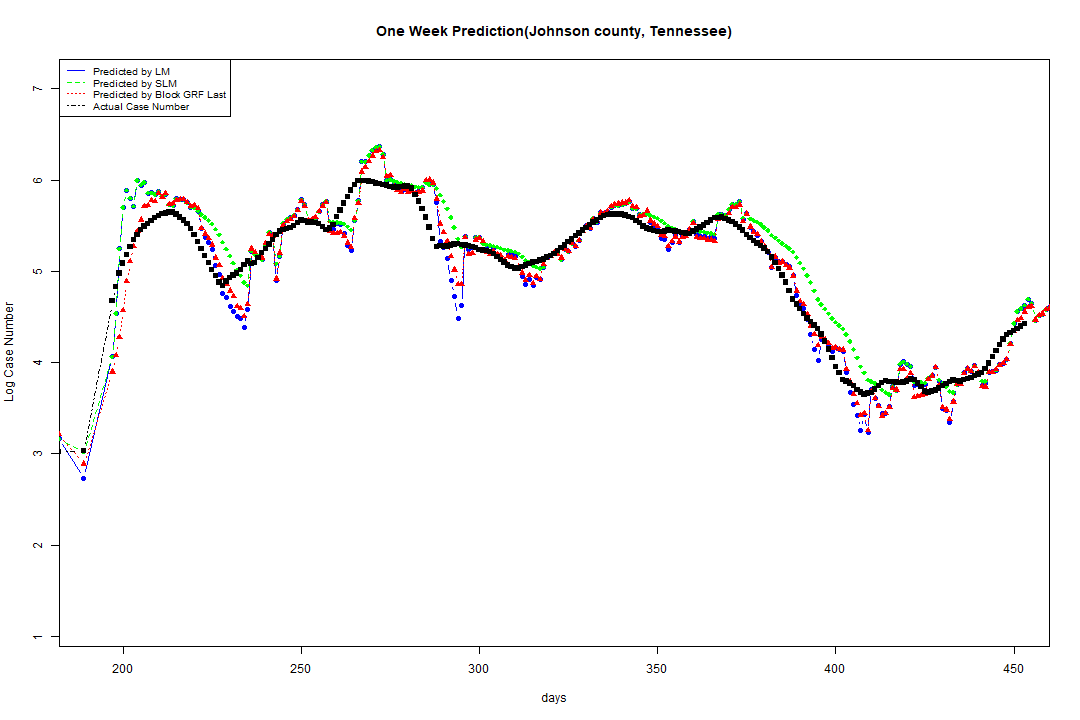 One Week Prediction(Johnson county, Tennessee)
Predicted by LM
Predicted by SLM
Predicted by Block GRF Last
Actual Case Number
7
6
5
4
3
2
1
Log Case Number
200 250 300 350 400 450
days